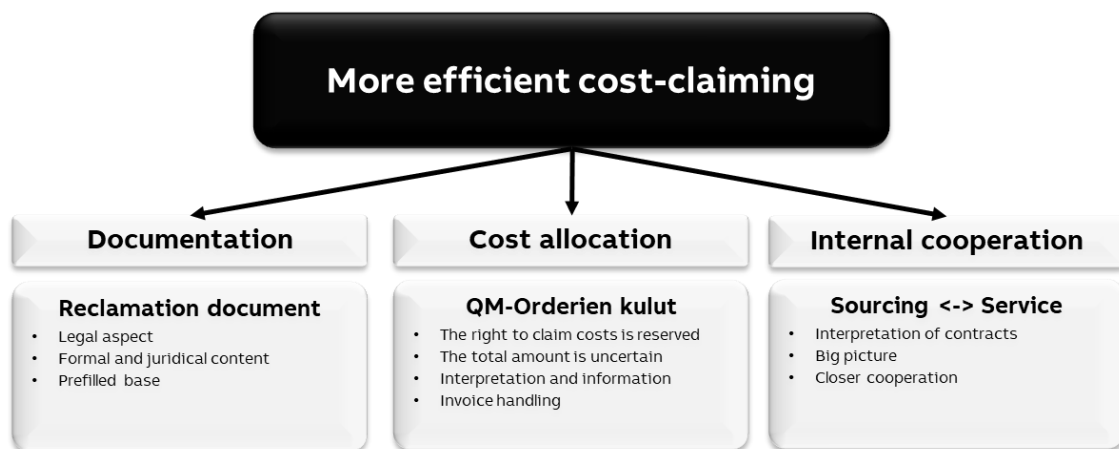 More efficient cost-claiming
Documentation
Cost allocation
Internal cooperation
Reclamation document
• Legal aspect
• Formal and juridical content
• Prefilled base
QM-Orderien kulut
• The right to claim costs is reserved
• The total amount is uncertain
• Interpretation and information
• Invoice handling
Sourcing <-> Service
• Interpretation of contracts
• Big picture
• Closer cooperation